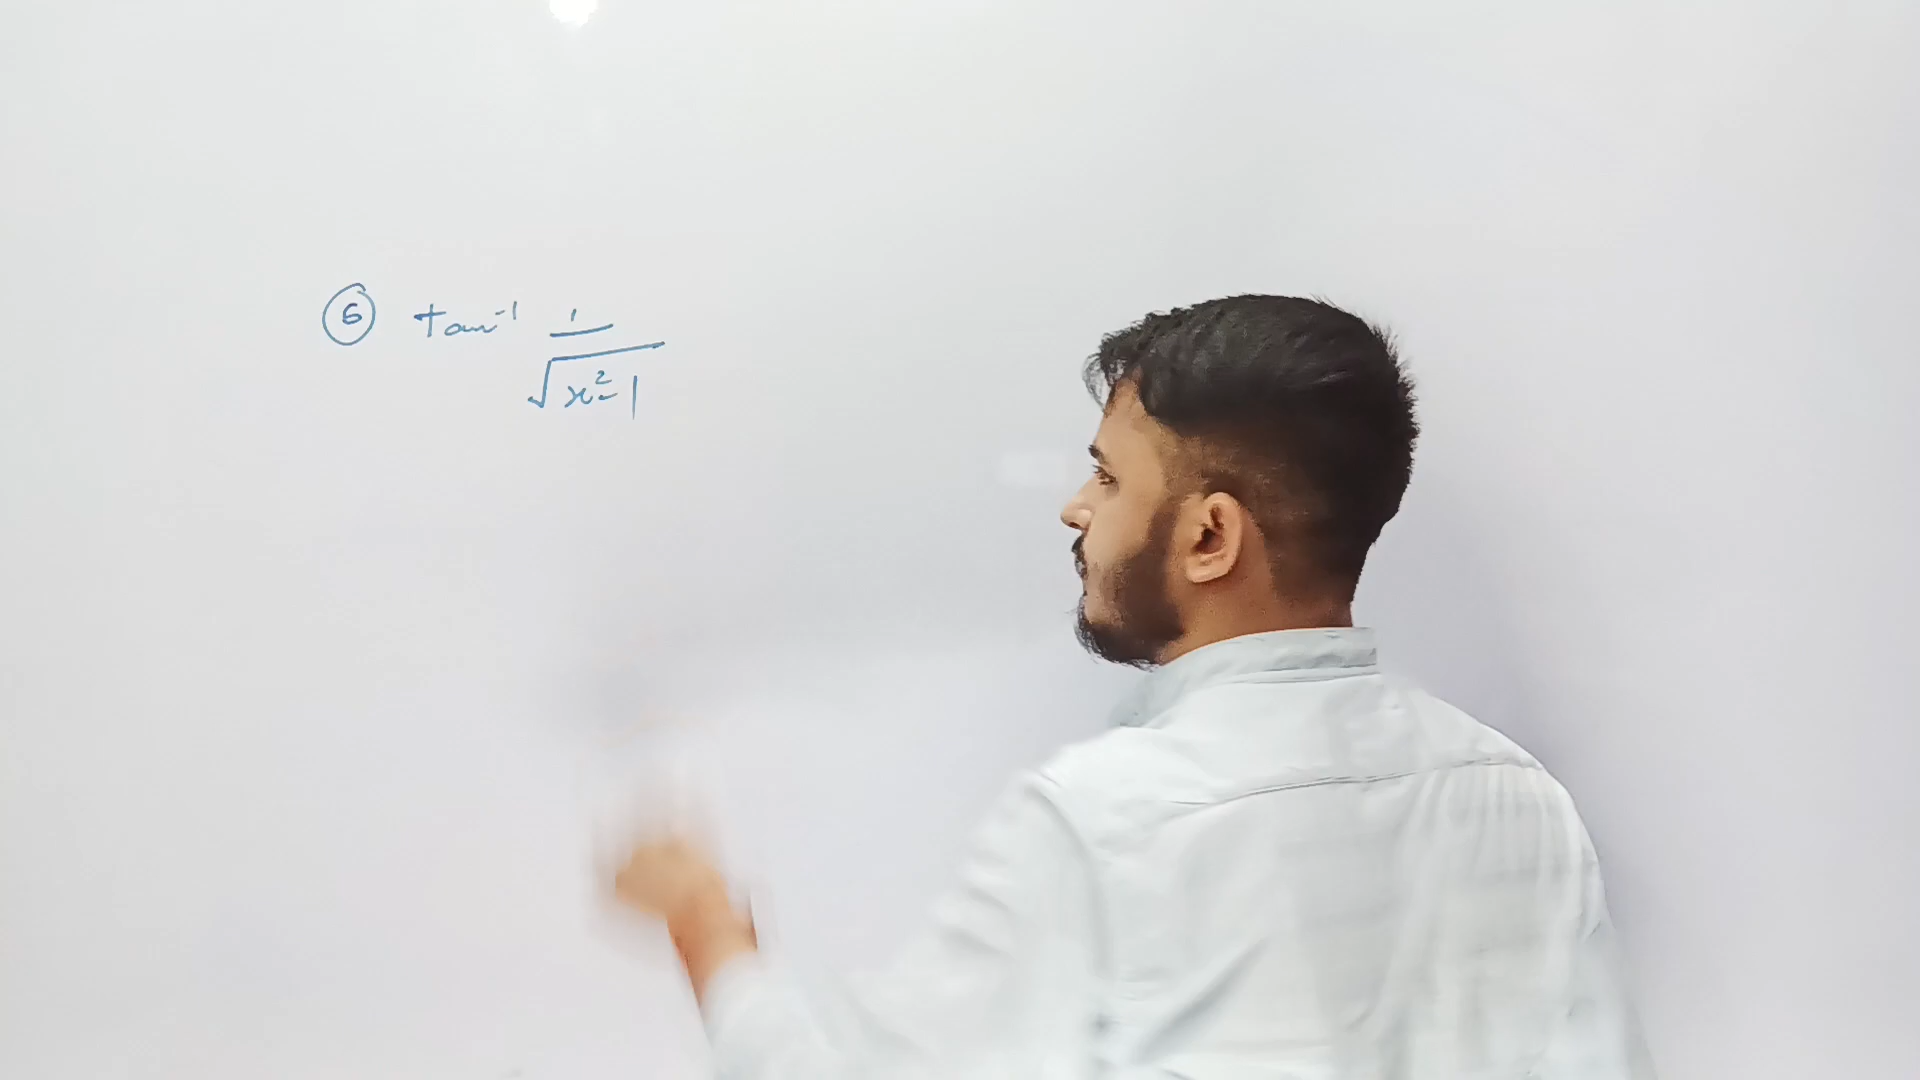 ⑥ tan⁻¹ 1
√x²-1